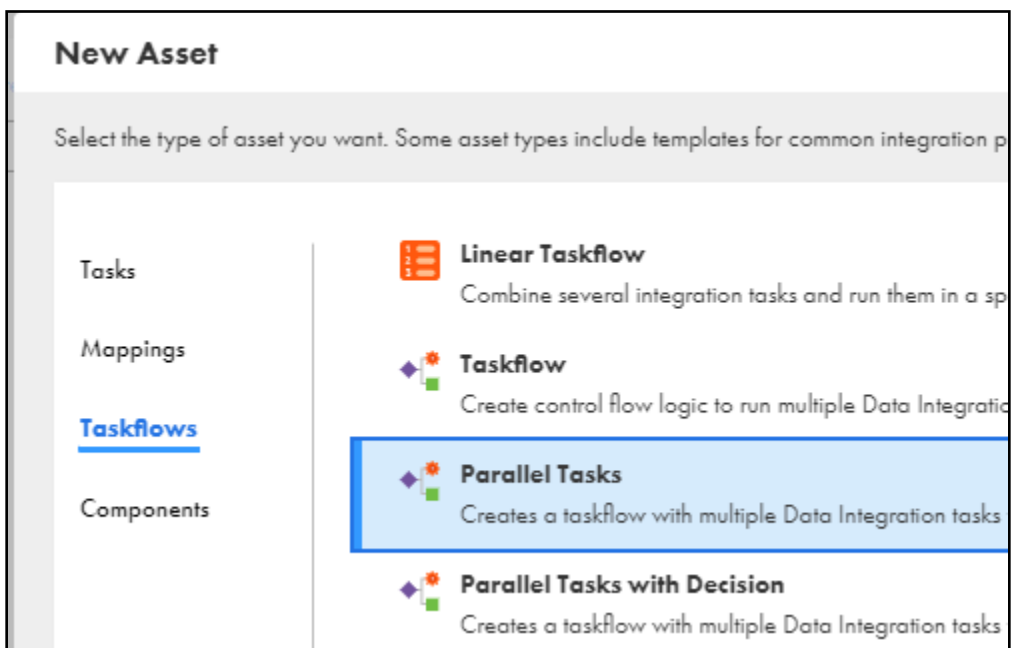 New Asset
Select the type of asset you want. Some asset types include templates for common integration p
Tasks
Mappings
Taskflows
Components
Linear Taskflow
Combine several integration tasks and run them in a sp
Taskflow
Create control flow logic to run multiple Data Integratio
Parallel Tasks
Creates a taskflow with multiple Data Integration tasks
Parallel Tasks with Decision
Creates a taskflow with multiple Data Integration tasks